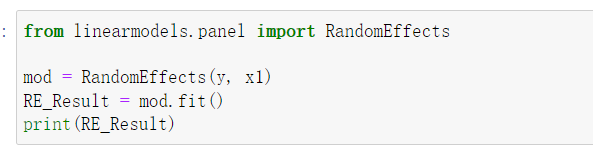 : from linearmodels.panel import RandomEffects
mod = RandomEffects(y, x1)
RE_Result = mod.fit()
print(RE_Result)